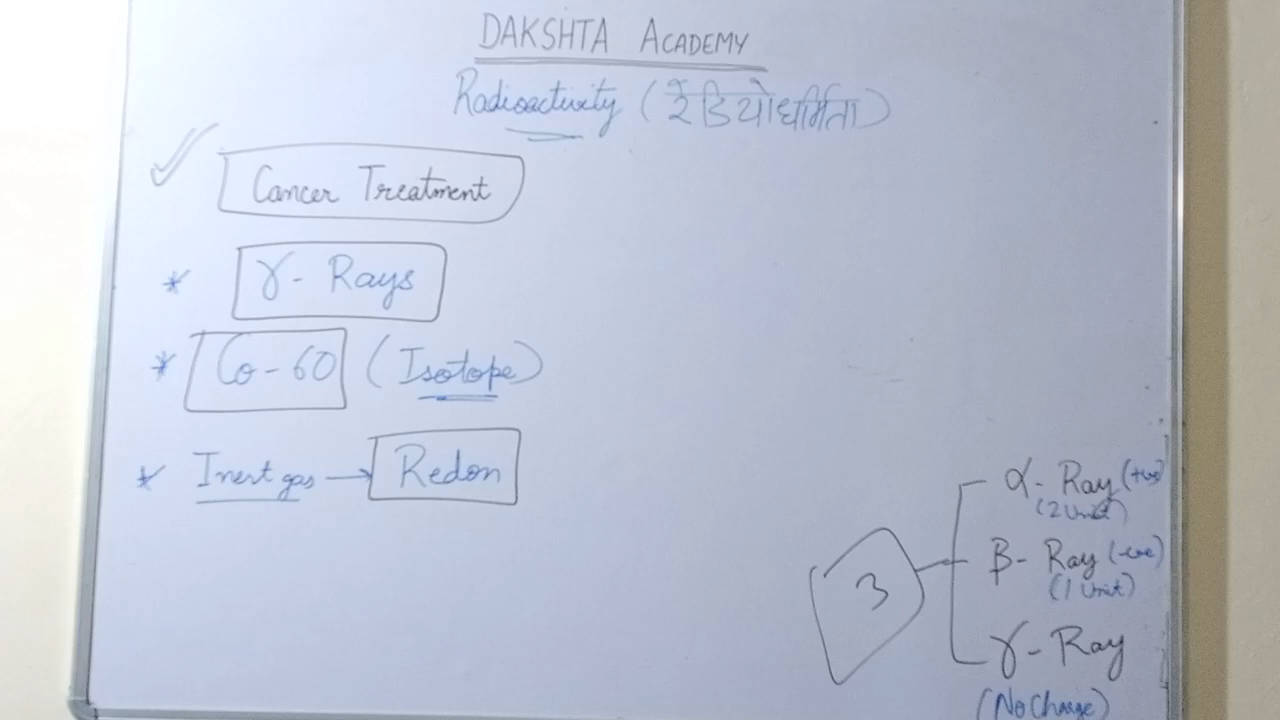 DAKSHTA ACADEMY
Radioactivity (रेडियोधर्मिता)
Cancer Treatment
* γ- Rays
* Co-60 (Isotope)
* Inert gas → Redon
3
α- Ray (+ve)
(2 Unit)
β- Ray (-ve)
(1 Unit)
γ- Ray
(No Charge)